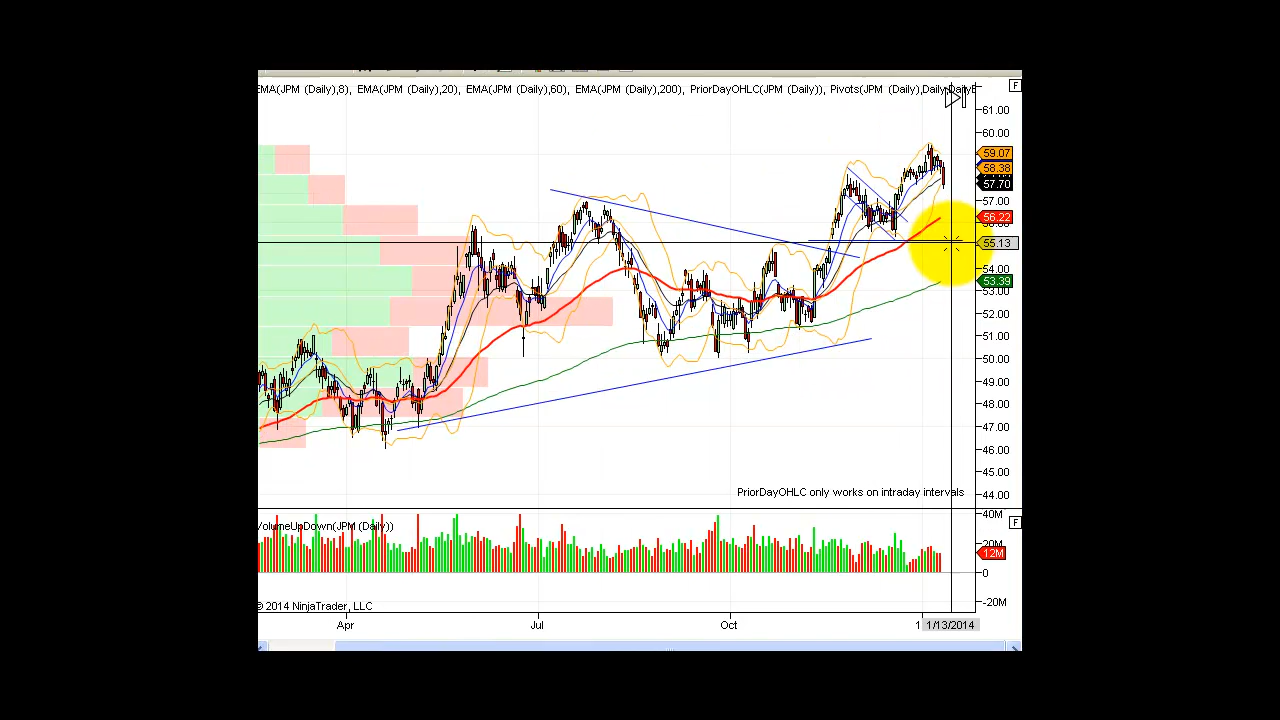 EMA(JPM (Daily),8), EMA(JPM (Daily),20), EMA(JPM (Daily),60), EMA(JPM (Daily),200), PriorDayOHLC(JPM (Daily)), Pivots(JPM (Daily),Daily,DailyB
F
61.00
60.00
59.07
58.38
57.70
57.00
56.22
55.13
54.00
53.39
53.00
52.00
51.00
50.00
49.00
48.00
47.00
46.00
45.00
44.00
PriorDayOHLC only works on intraday intervals
VolumeUpDown(JPM (Daily))
F
40M
20M
12M
0
-20M
© 2014 NinjaTrader, LLC
Apr Jul Oct 1 1/13/2014